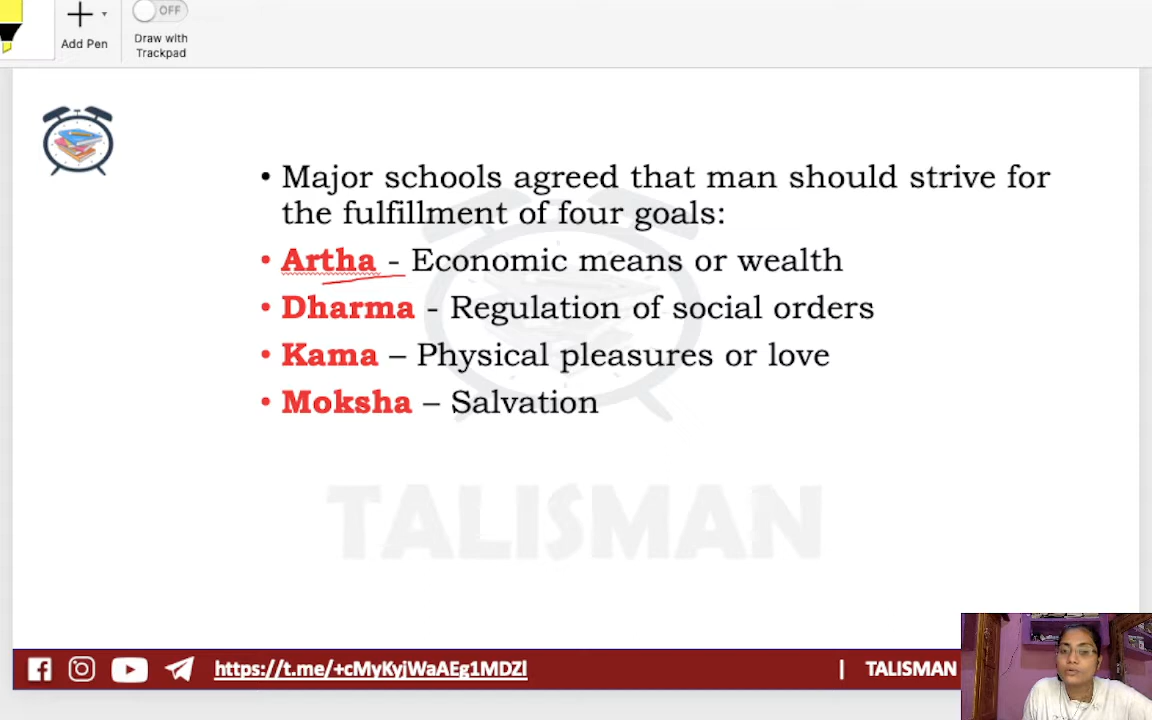 OFF
Add Pen
Draw with
Trackpad
• Major schools agreed that man should strive for
the fulfillment of four goals:
• Artha - Economic means or wealth
• Dharma - Regulation of social orders
• Kama – Physical pleasures or love
• Moksha – Salvation
TALISMAN
https://t.me/+cMyKyjWaAEg1MDZl
| TALISMAN